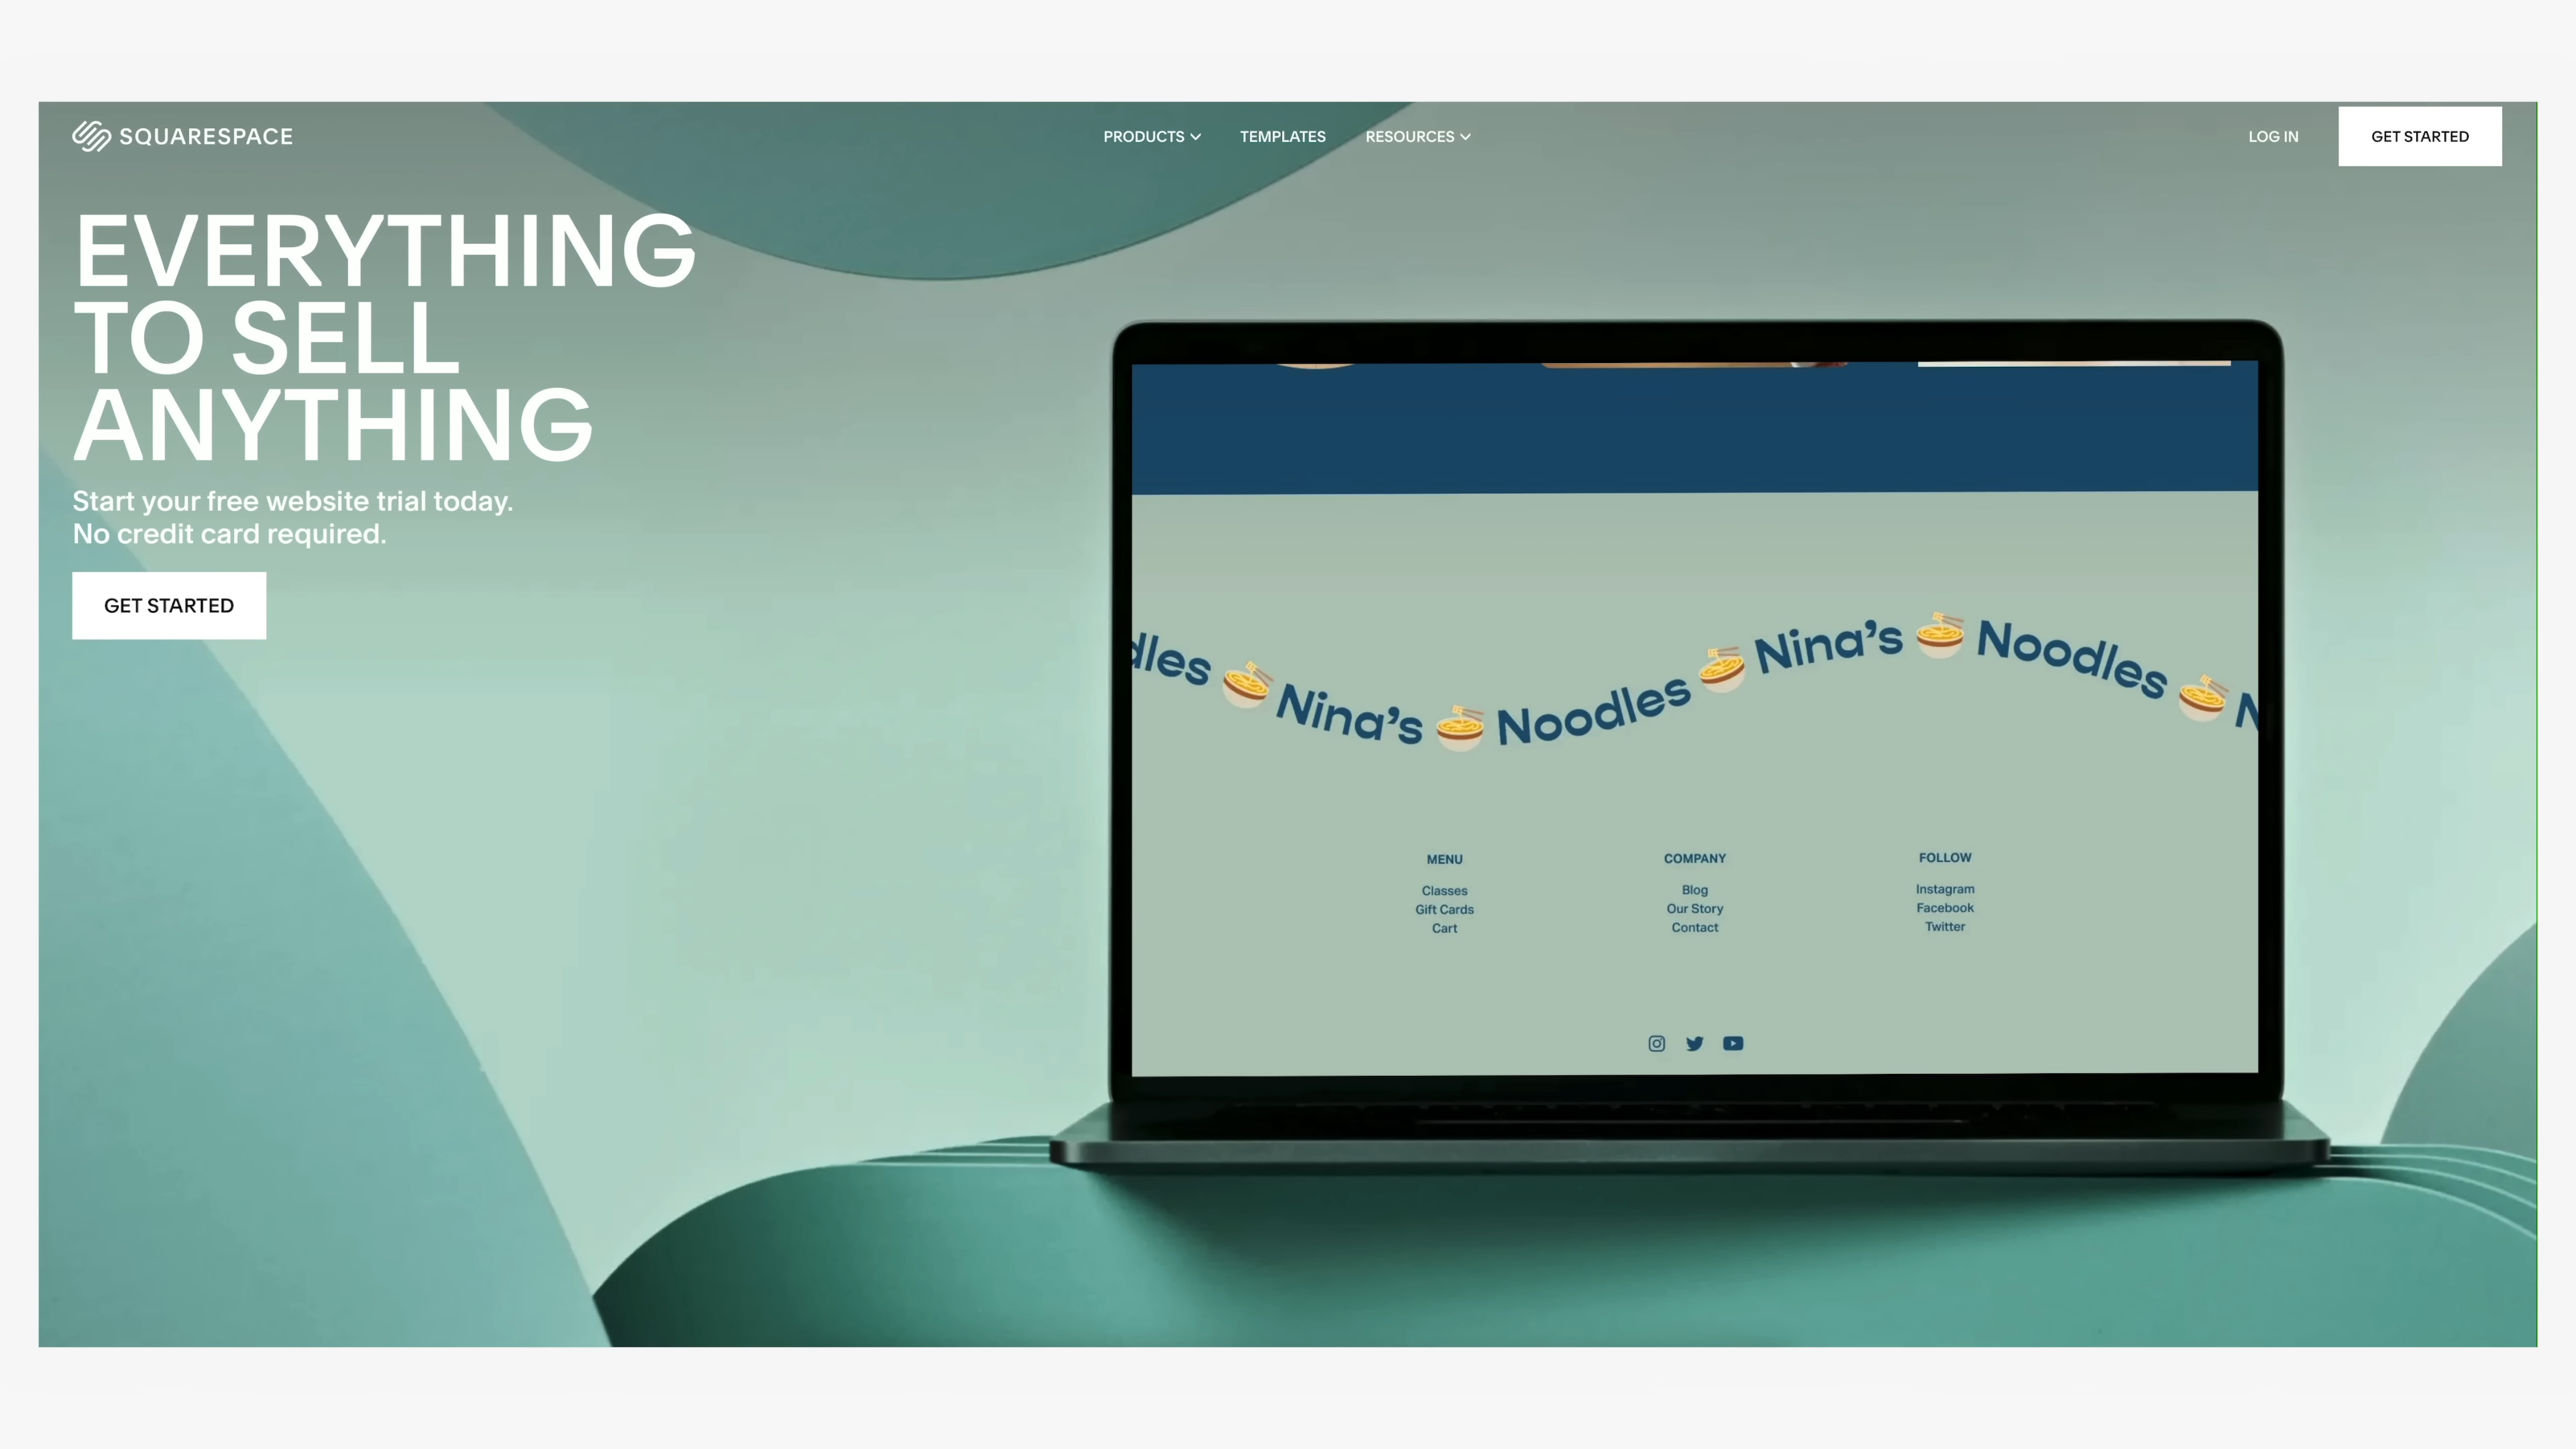 SQUARESPACE
PRODUCTS
TEMPLATES
RESOURCES
LOG IN
GET STARTED
EVERYTHING
TO SELL
ANYTHING
Start your free website trial today.
No credit card required.
GET STARTED
dles 🍜 Nina’s 🍜 Noodles 🍜 Nina’s 🍜 Noodles 🍜 N
MENU
Classes
Gift Cards
Cart
COMPANY
Blog
Our Story
Contact
FOLLOW
Instagram
Facebook
Twitter